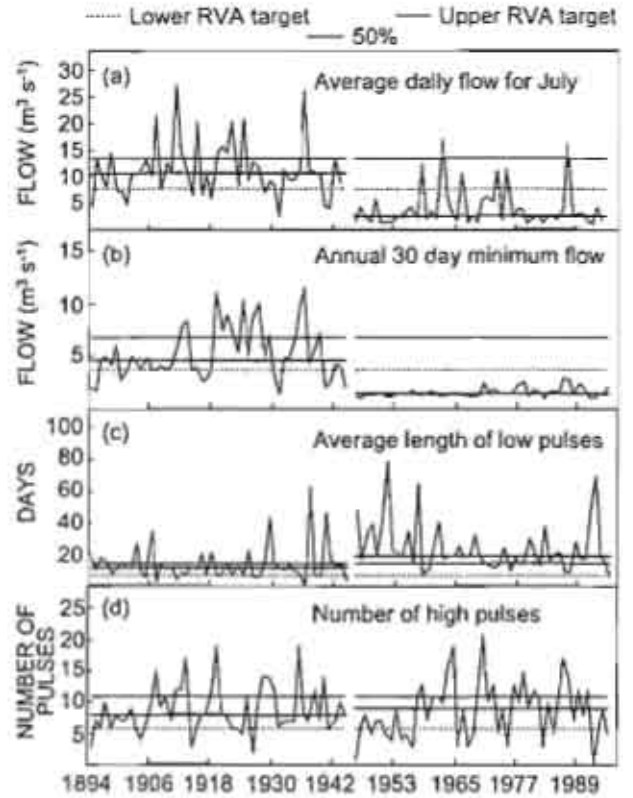 Lower RVA target Upper RVA target
50%
(a) Average daily flow for July
FLOW (m³ s⁻¹)
30
25
20
15
10
5
(b) Annual 30 day minimum flow
FLOW (m³ s⁻¹)
15
10
5
(c) Average length of low pulses
DAYS
100
80
60
40
20
(d) Number of high pulses
NUMBER OF
PULSES
25
20
15
10
5
1894 1906 1918 1930 1942 1953 1965 1977 1989